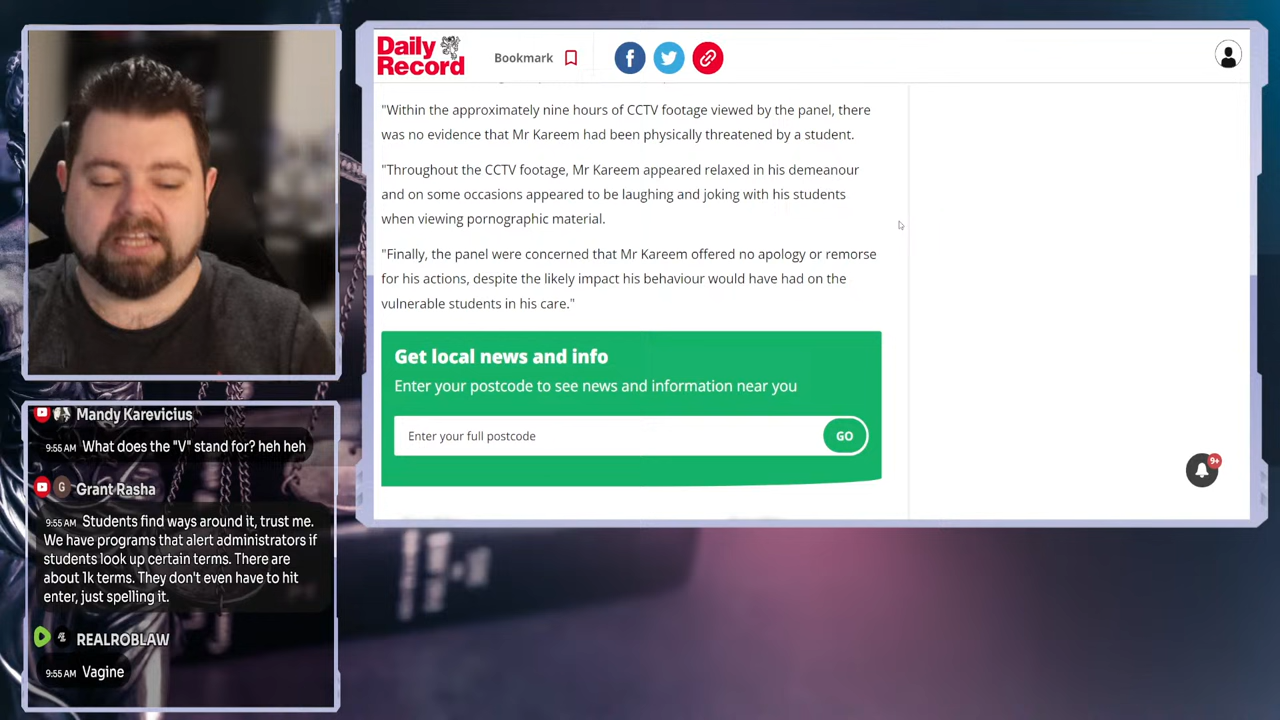 Daily
Record
Bookmark
"Within the approximately nine hours of CCTV footage viewed by the panel, there
was no evidence that Mr Kareem had been physically threatened by a student.
"Throughout the CCTV footage, Mr Kareem appeared relaxed in his demeanour
and on some occasions appeared to be laughing and joking with his students
when viewing pornographic material.
"Finally, the panel were concerned that Mr Kareem offered no apology or remorse
for his actions, despite the likely impact his behaviour would have had on the
vulnerable students in his care."
Get local news and info
Enter your postcode to see news and information near you
Enter your full postcode
GO
9+
Mandy Karevicius
9:55 AM What does the "V" stand for? heh heh
G
Grant Rasha
9:55 AM Students find ways around it, trust me.
We have programs that alert administrators if
students look up certain terms. There are
about 1k terms. They don't even have to hit
enter, just spelling it.
REALROBLAW
9:55 AM Vagine